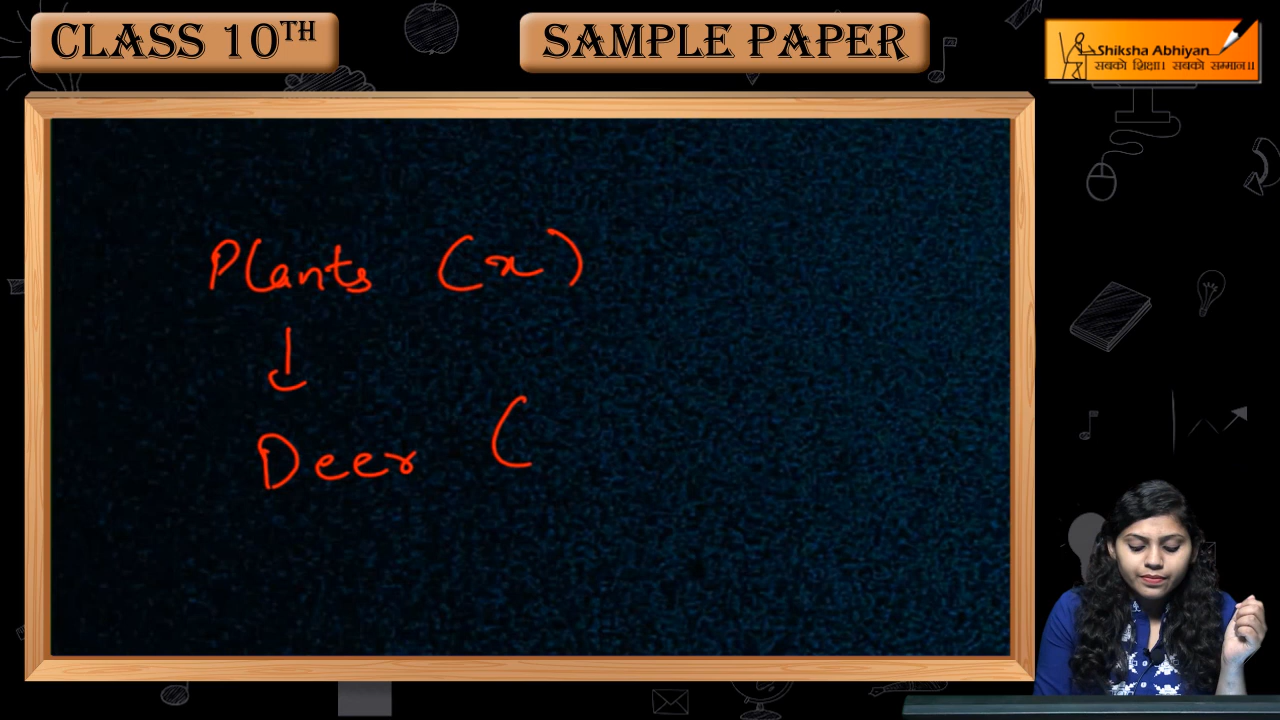 CLASS 10TH
SAMPLE PAPER
Shiksha Abhiyan
सबको शिक्षा। सबको सम्मान॥
Plants (x)
↓
Deer (